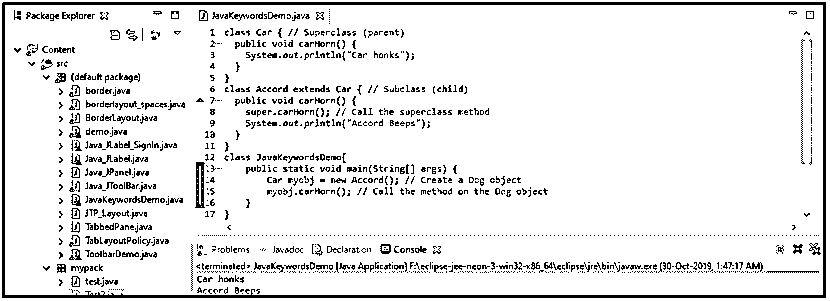 Package Explorer
Content
src
(default package)
border.java
borderlayout_spaces.java
BorderLayout.java
demo.java
Java_JLabel_SignIn.java
Java_JLabel.java
Java_JPanel.java
Java_JToolBar.java
JavaKeywordsDemo.java
JTP_Layout.java
TabbedPanel.java
TabLayoutPolicy.java
ToolbarDemo.java
mypack
test.java
JavaKeywordsDemo.java
1 class Car { // Superclass (parent)
2 public void carHorn() {
3 System.out.println("Car honks");
4 }
5 }
6 class Accord extends Car { // Subclass (child)
7 public void carHorn() {
8 super.carHorn(); // Call the superclass method
9 System.out.println("Accord Beeps");
10 }
11 }
12 class JavaKeywordsDemo{
13 public static void main(String[] args) {
14 Car myobj = new Accord(); // Create a Dog object
15 myobj.carHorn(); // Call the method on the Dog object
16 }
17 }
Problems Javadoc Declaration Console
<terminated> JavaKeywordsDemo [Java Application] F:\eclipse-jee-neon-3-win32-x86_64\eclipse\jre\bin\javaw.exe (30-Oct-2019, 1:47:17 AM)
Car honks
Accord Beeps